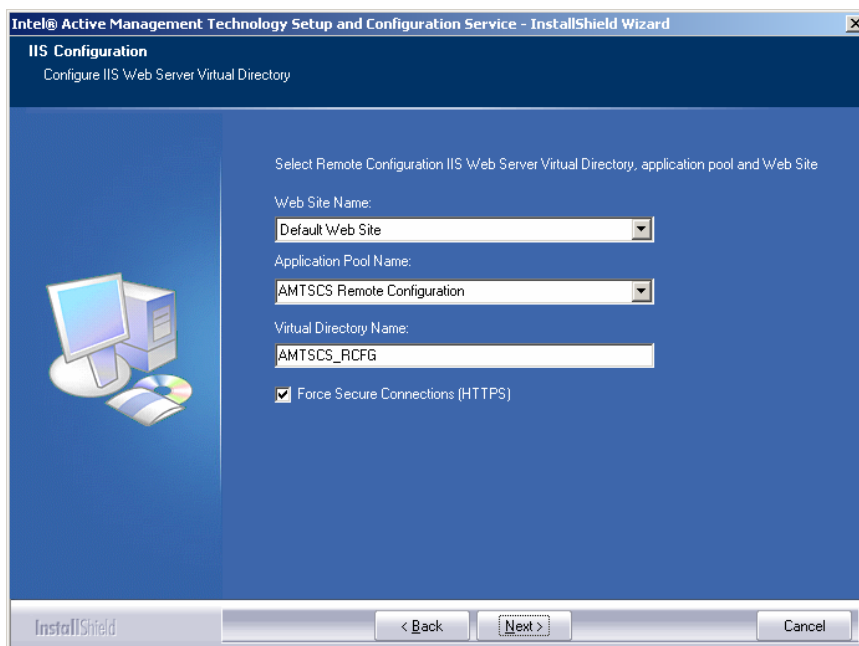 Intel® Active Management Technology Setup and Configuration Service - InstallShield Wizard
IIS Configuration
Configure IIS Web Server Virtual Directory
Select Remote Configuration IIS Web Server Virtual Directory, application pool and Web Site
Web Site Name:
Default Web Site
Application Pool Name:
AMTSCS Remote Configuration
Virtual Directory Name:
AMTSCS_RCFG
Force Secure Connections (HTTPS)
InstallShield
< Back
Next >
Cancel